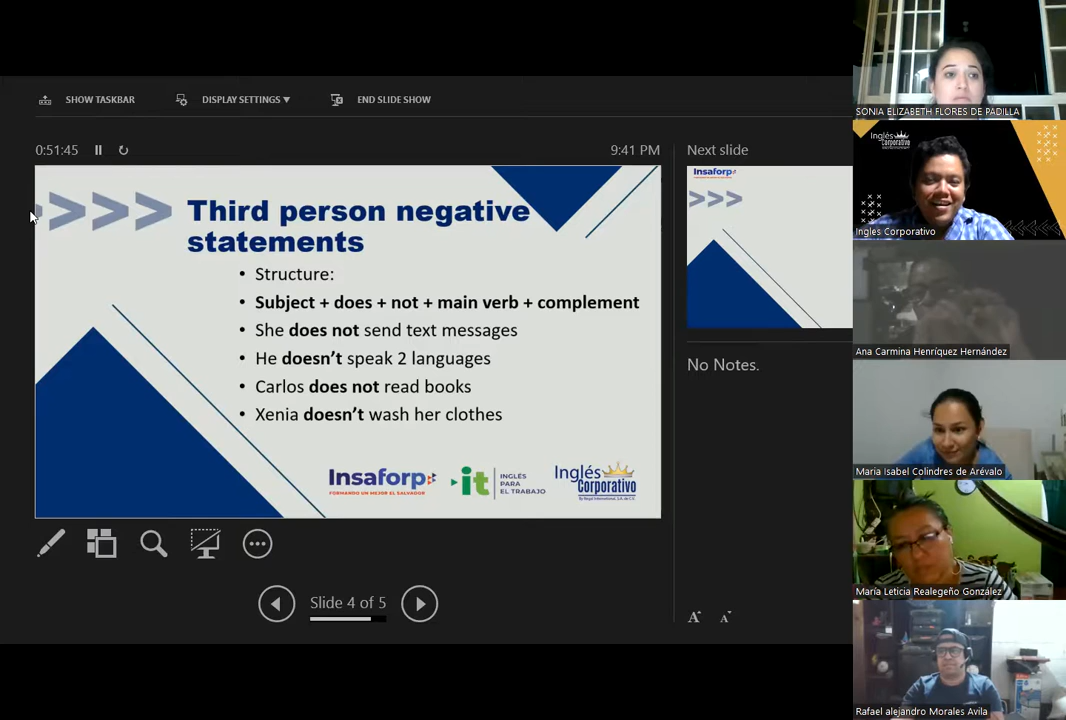 SHOW TASKBAR
DISPLAY SETTINGS ▼
END SLIDE SHOW
0:51:45
9:41 PM
Next slide
>>>> Third person negative
statements
• Structure:
• Subject + does + not + main verb + complement
• She does not send text messages
• He doesn't speak 2 languages
• Carlos does not read books
• Xenia doesn't wash her clothes
Insaforp
FORMANDO UN MEJOR EL SALVADOR
it
INGLÉS
PARA
EL TRABAJO
Inglés
Corporativo
Insaforp
>>>
No Notes.
Slide 4 of 5
A
A
SONIA ELIZABETH FLORES DE PADILLA
Inglés
Corporativo
Ingles Corporativo
Ana Carmina Henríquez Hernández
María Isabel Colindres de Arévalo
María Leticia Realegeño González
Rafael alejandro Morales Avila